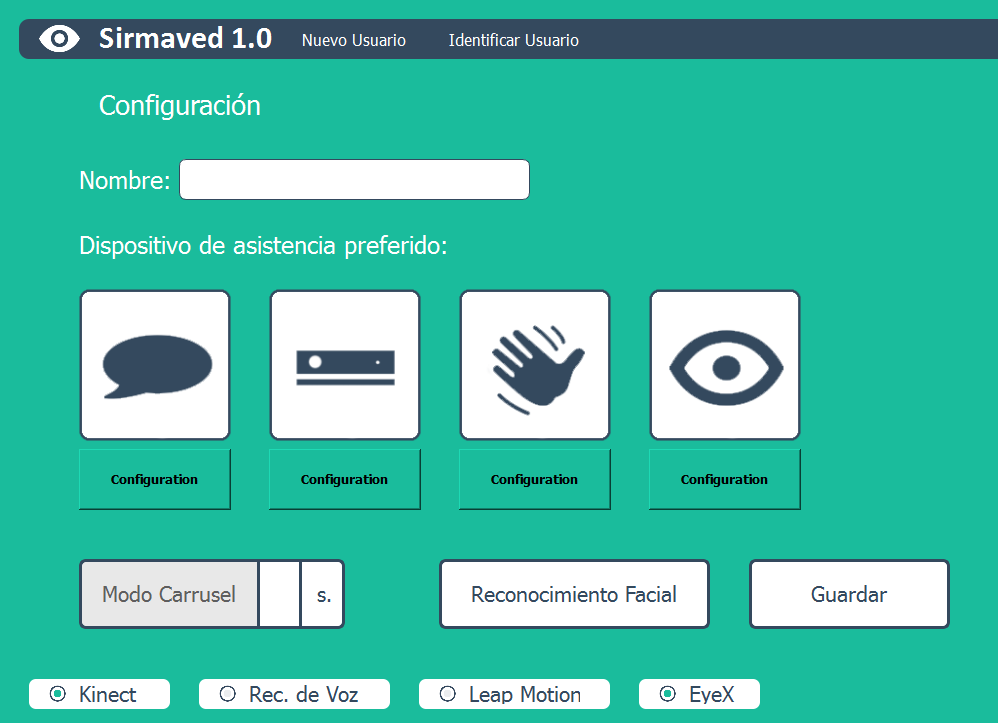 Sirmaved 1.0 Nuevo Usuario Identificar Usuario
Configuración
Nombre:
Dispositivo de asistencia preferido:
Configuration Configuration Configuration Configuration
Modo Carrusel s. Reconocimiento Facial Guardar
Kinect Rec. de Voz Leap Motion EyeX